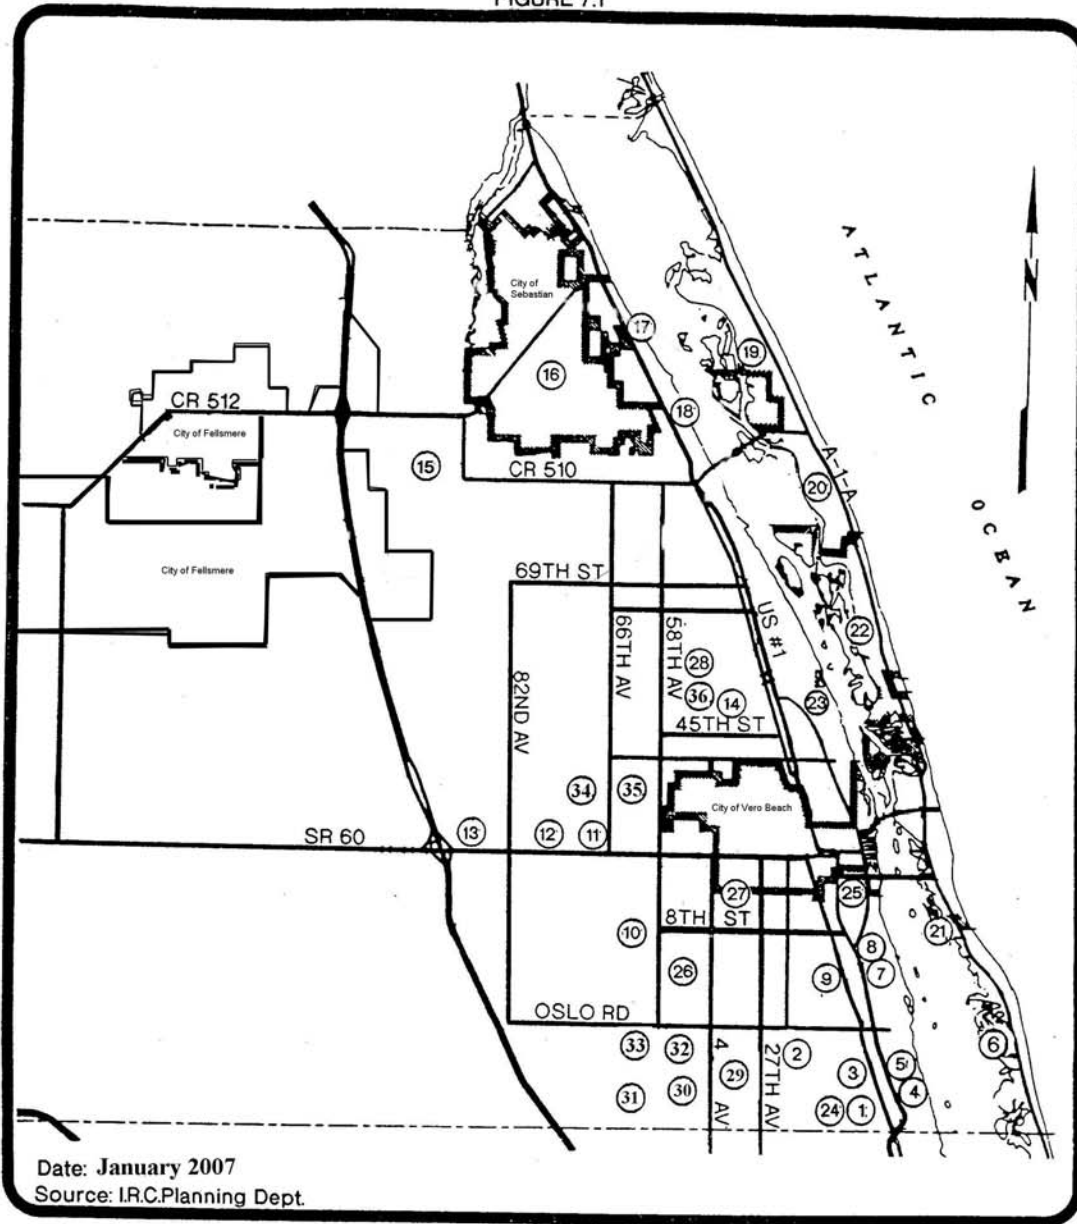 FIGURE 7.1
ATLANTIC
OCEAN
N
City of
Sebastian
17
19
16
CR 512
18
City of Fellsmere
A-1-A
15
CR 510
20
City of Fellsmere
69TH ST
US #1
66TH AV
58TH AV
82ND AV
22
28
36
14
23
45TH ST
34
35
City of Vero Beach
SR 60
13
12
11
27
25
8TH ST
10
21
8
26
9
7
OSLO RD
33
32
4
AV
29
27TH AV
2
3
5
6
4
31
30
24
1
Date: January 2007
Source: I.R.C.Planning Dept.